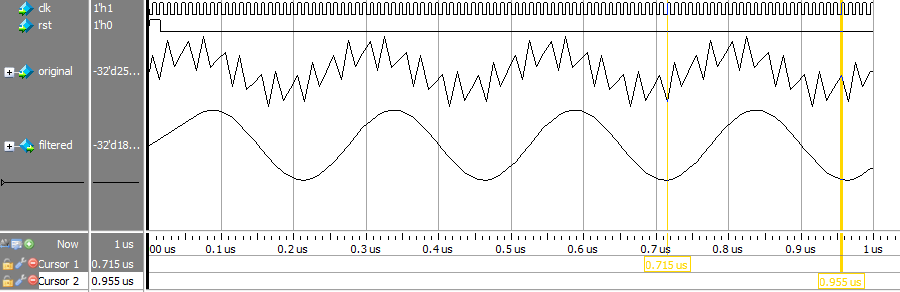 clk 1'h1
rst 1'h0
original -32'd25...
filtered -32'd18...
Now 1 us 00 us 0.1 us 0.2 us 0.3 us 0.4 us 0.5 us 0.6 us 0.7 us 0.8 us 0.9 us 1 us
Cursor 1 0.715 us 0.715 us
Cursor 2 0.955 us 0.955 us